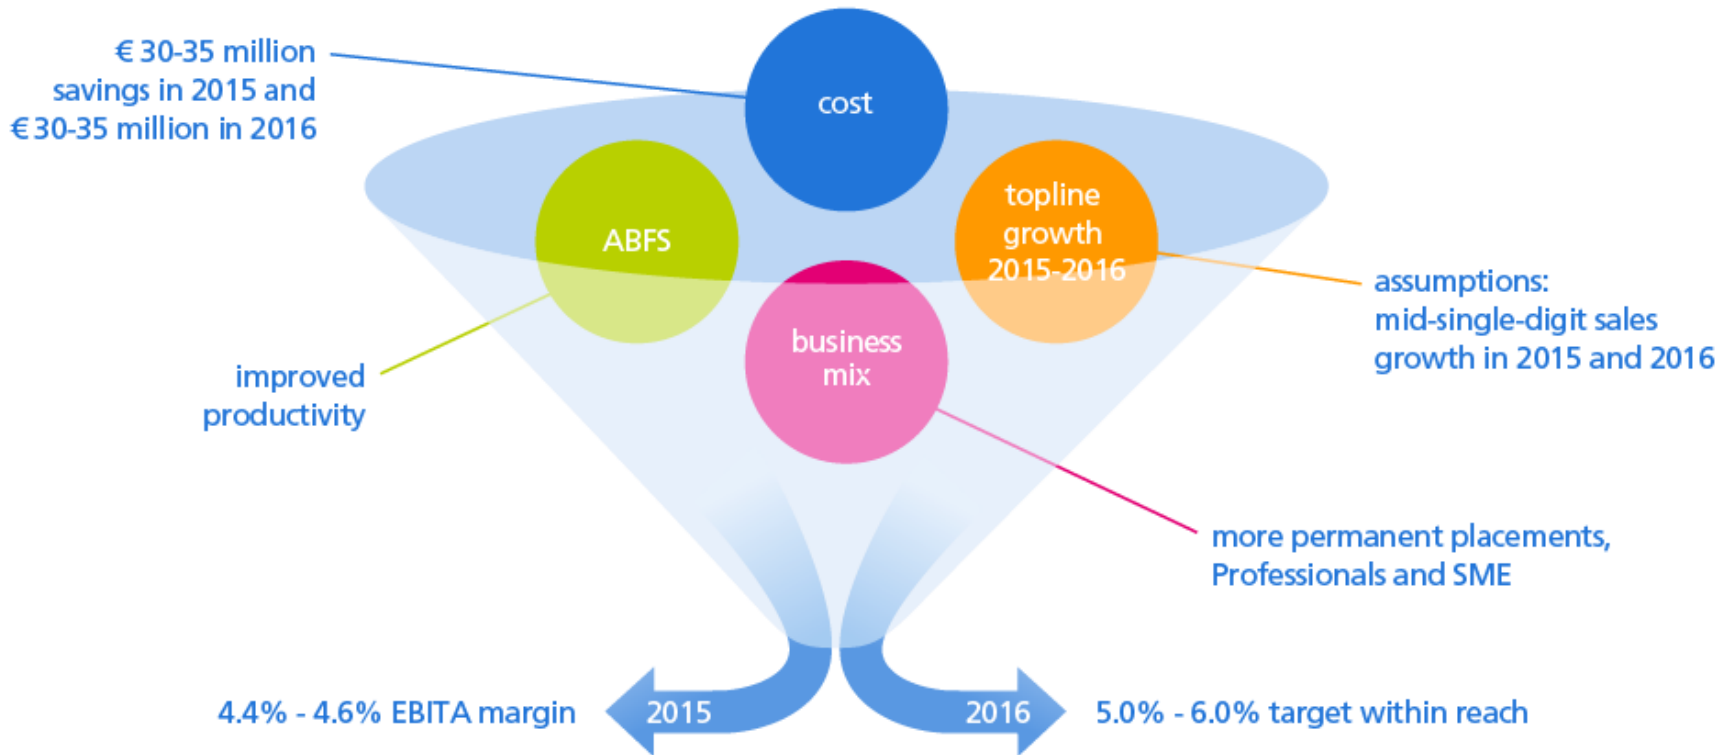 € 30-35 million
savings in 2015 and
€ 30-35 million in 2016
cost
ABFS
topline
growth
2015-2016
business
mix
assumptions:
mid-single-digit sales
growth in 2015 and 2016
improved
productivity
more permanent placements,
Professionals and SME
4.4% - 4.6% EBITA margin
2015
2016
5.0% - 6.0% target within reach